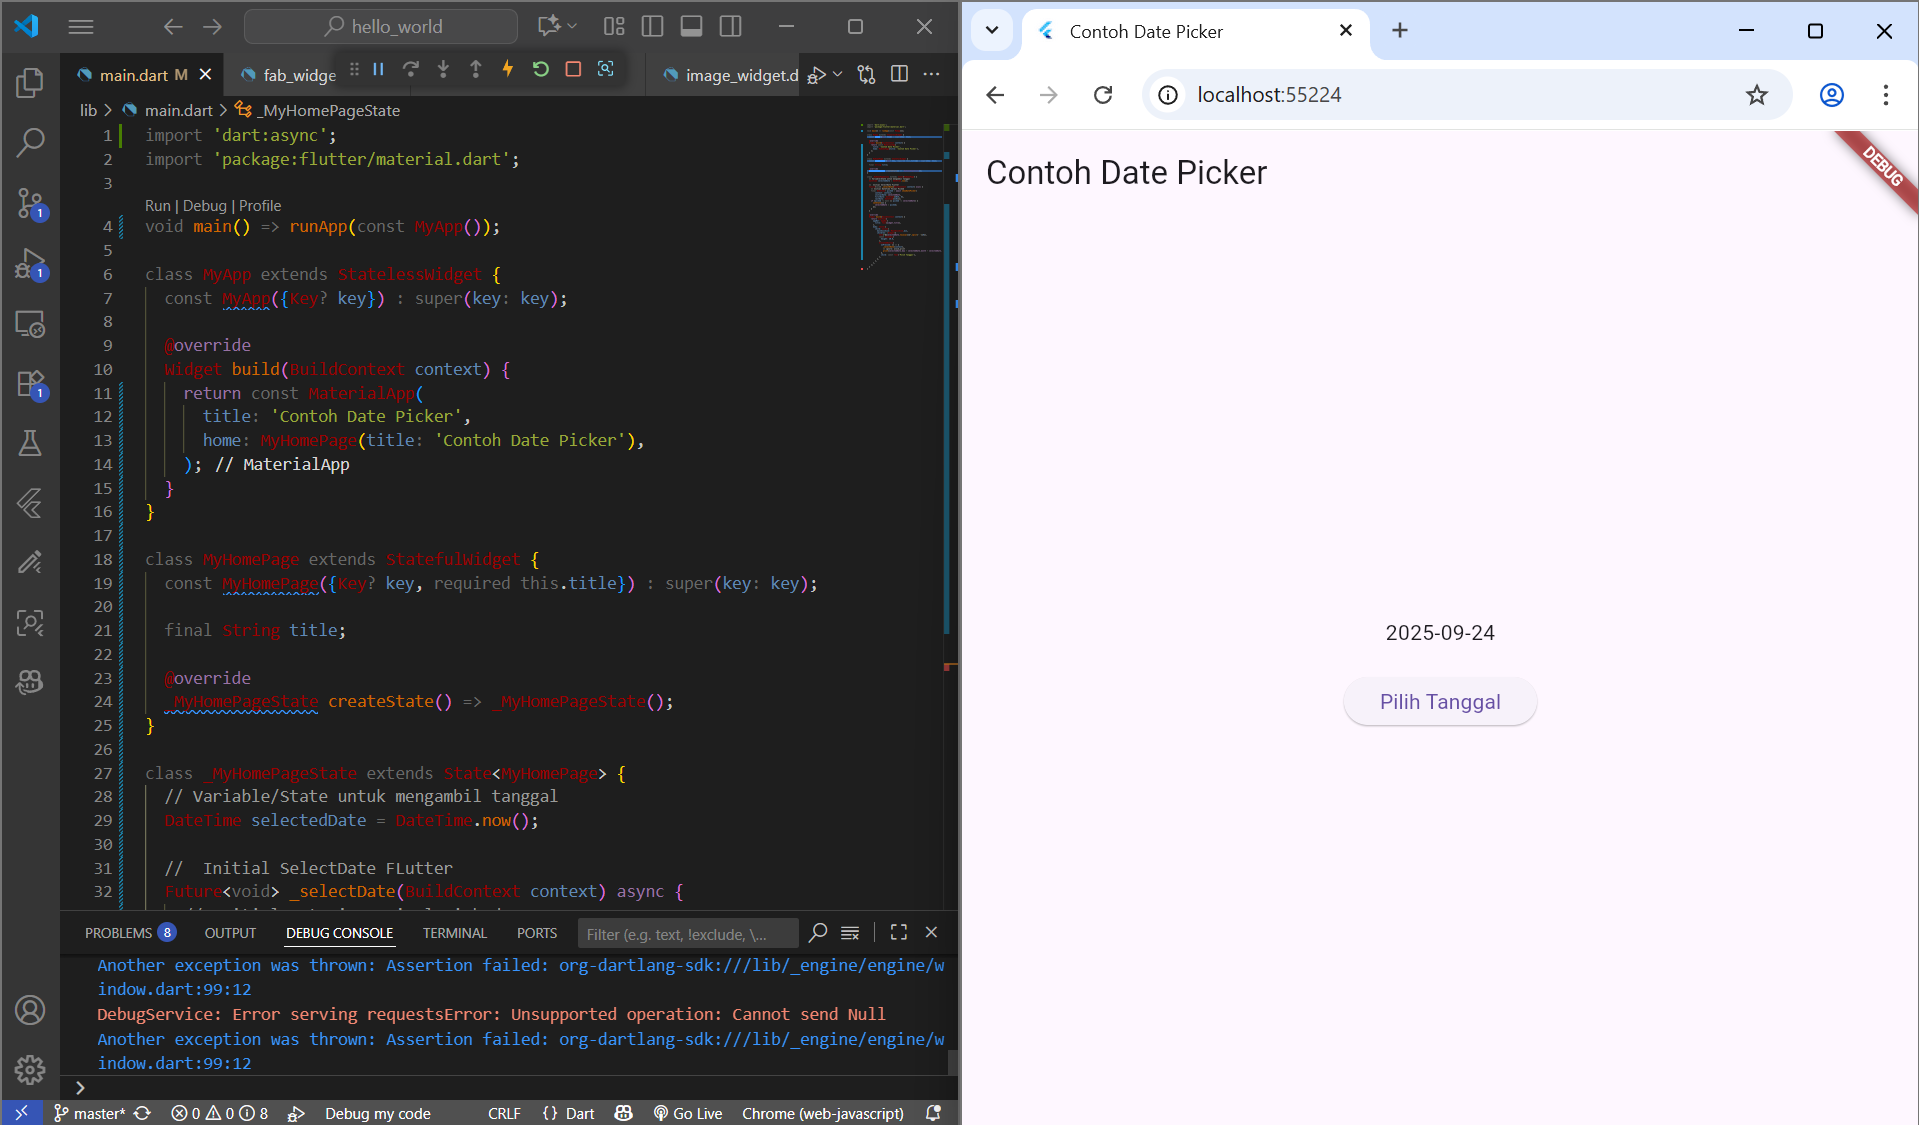 hello_world
main.dart M
fab_widge
image_widget.d
lib > main.dart > _MyHomePageState
1 import 'dart:async';
2 import 'package:flutter/material.dart';
3
Run | Debug | Profile
4 void main() => runApp(const MyApp());
5
6 class MyApp extends StatelessWidget {
7 const MyApp({Key? key}) : super(key: key);
8
9 @override
10 Widget build(BuildContext context) {
11 return const MaterialApp(
12 title: 'Contoh Date Picker',
13 home: MyHomePage(title: 'Contoh Date Picker'),
14 ); // MaterialApp
15 }
16 }
17
18 class MyHomePage extends StatefulWidget {
19 const MyHomePage({Key? key, required this.title}) : super(key: key);
20
21 final String title;
22
23 @override
24 _MyHomePageState createState() => _MyHomePageState();
25 }
26
27 class _MyHomePageState extends State<MyHomePage> {
28 // Variable/State untuk mengambil tanggal
29 DateTime selectedDate = DateTime.now();
30
31 //  Initial SelectDate FLutter
32 Future<void> _selectDate(BuildContext context) async {
PROBLEMS 8 OUTPUT DEBUG CONSOLE TERMINAL PORTS Filter (e.g. text, !exclude, \...
Another exception was thrown: Assertion failed: org-dartlang-sdk:///lib/_engine/engine/w
indow.dart:99:12
DebugService: Error serving requestsError: Unsupported operation: Cannot send Null
Another exception was thrown: Assertion failed: org-dartlang-sdk:///lib/_engine/engine/w
indow.dart:99:12
master* 0 0 8 Debug my code CRLF {} Dart Go Live Chrome (web-javascript)
1
1
1
Contoh Date Picker
localhost:55224
Contoh Date Picker
DEBUG
2025-09-24
Pilih Tanggal